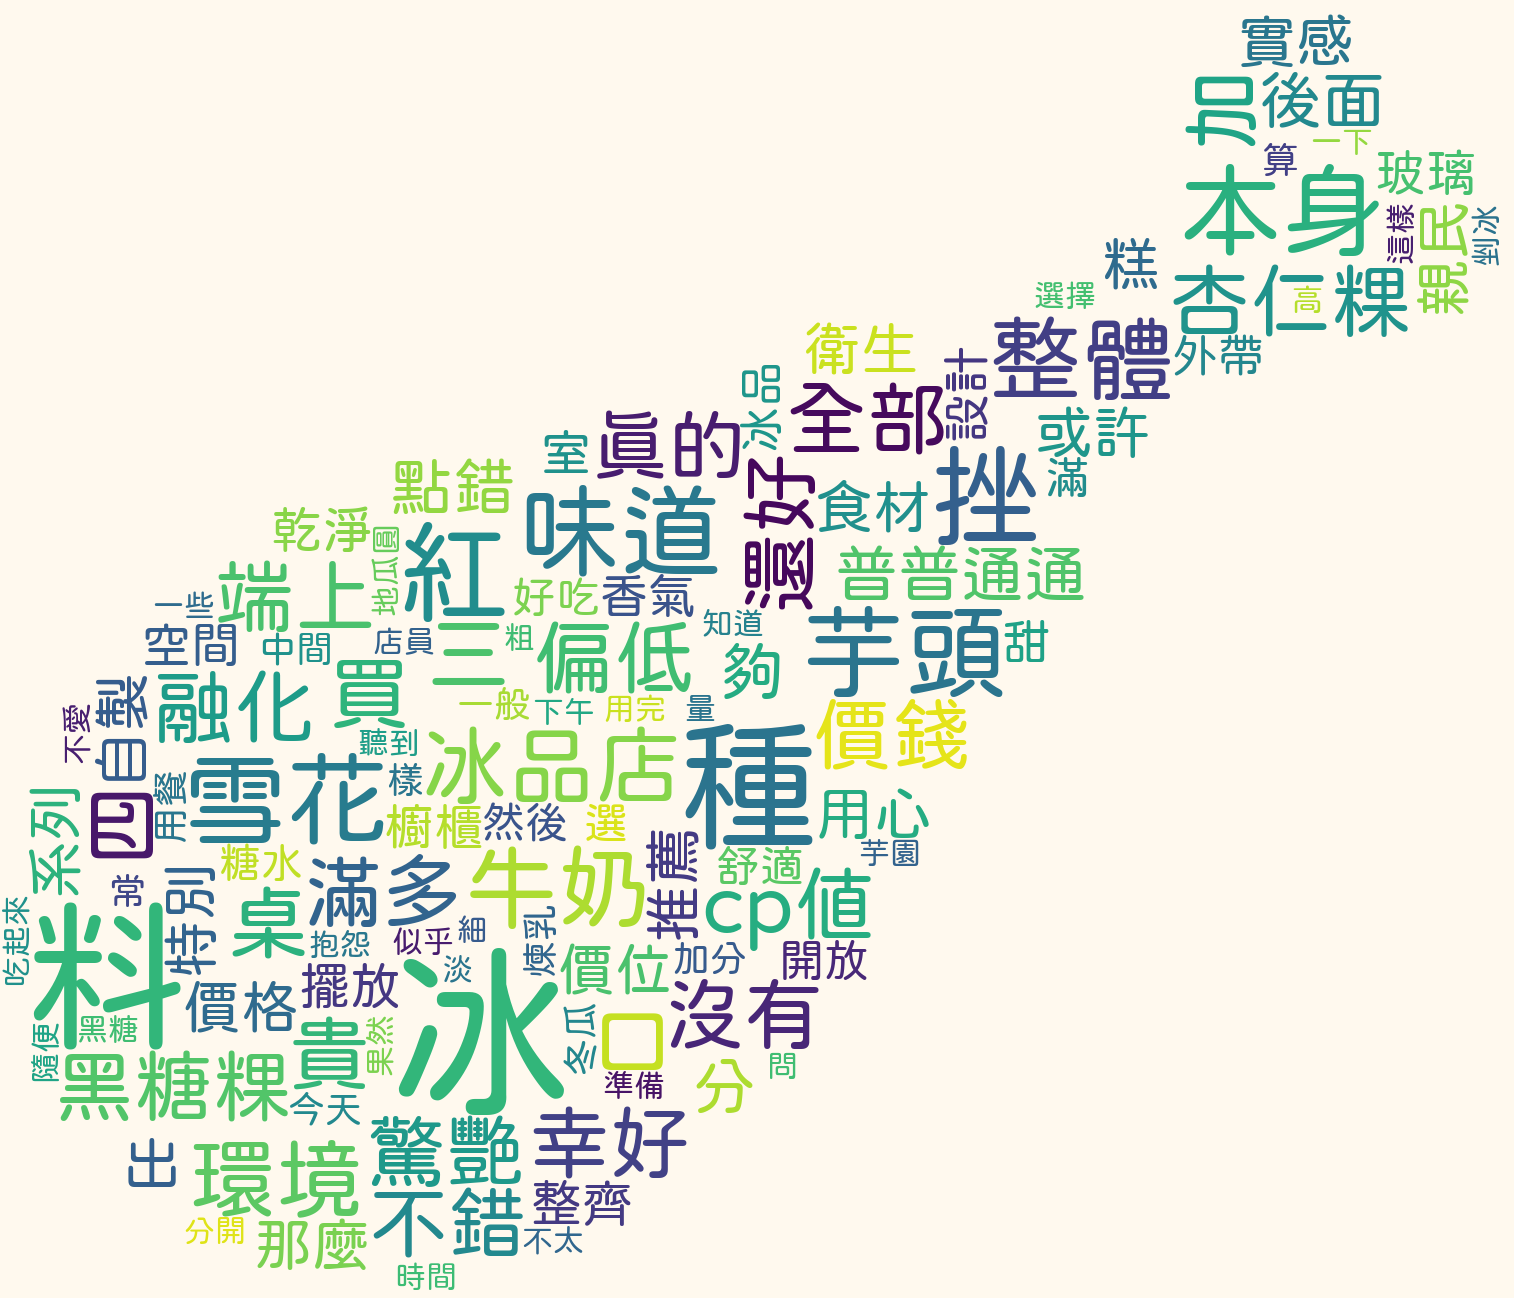 實感
加
後面
算
一下
玻璃
本身
這樣
親民
剉冰
糕
選擇
杏仁粿
高
外帶
整體
設計
衛生
冰品
全部
或許
室
真的
還好
挫
滿
點錯
味道
食材
乾淨
地瓜圓
紅
普普通通
端上
好吃
香氣
一些
知道
芋頭
甜
空間
中間
店員
三
粗
偏低
夠
自製
融化
買
一般
下午
用完
量
價錢
不愛
聽到
冰品店
種
雪花
樣
用餐
系列
四
櫥櫃
然後
選
用心
推薦
芋園
糖水
舒適
常
特別
滿多
牛奶
cp值
桌
吃起來
料
抱怨
似乎
細
煉乳
淡
價位
加分
開放
擺放
冰
價格
沒有
冬瓜
口
隨便
黑糖
貴
果然
準備
分
問
黑糖粿
今天
出
環境
驚艷
幸好
不錯
整齊
分開
那麼
不太
時間